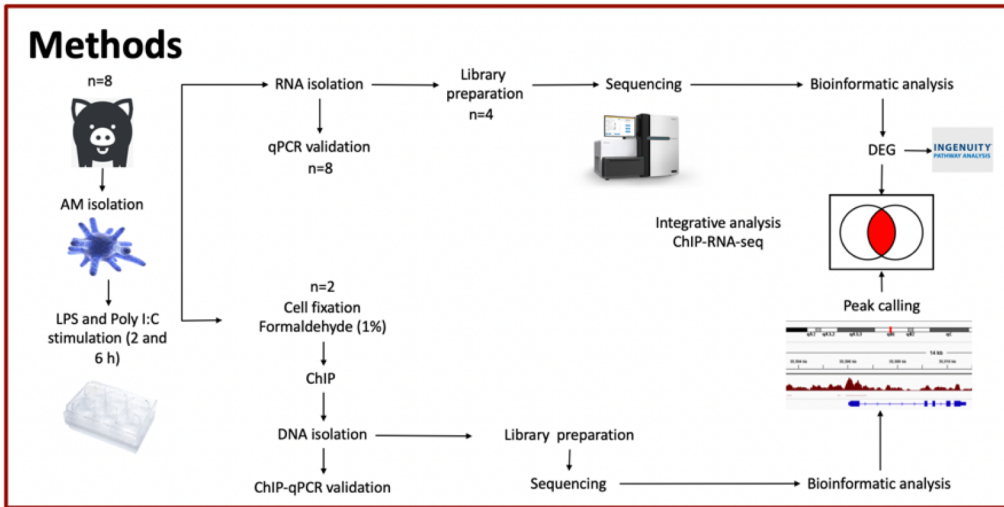 Methods
n=8
AM isolation
LPS and Poly I:C
stimulation (2 and
6 h)
RNA isolation
qPCR validation
n=8
Library
preparation
n=4
Sequencing
Bioinformatic analysis
DEG
INGENUITY
PATHWAY ANALYSIS
Integrative analysis
ChIP-RNA-seq
n=2
Cell fixation
Formaldehyde (1%)
ChIP
DNA isolation
ChIP-qPCR validation
Library preparation
Sequencing
Bioinformatic analysis
Peak calling
14 kb